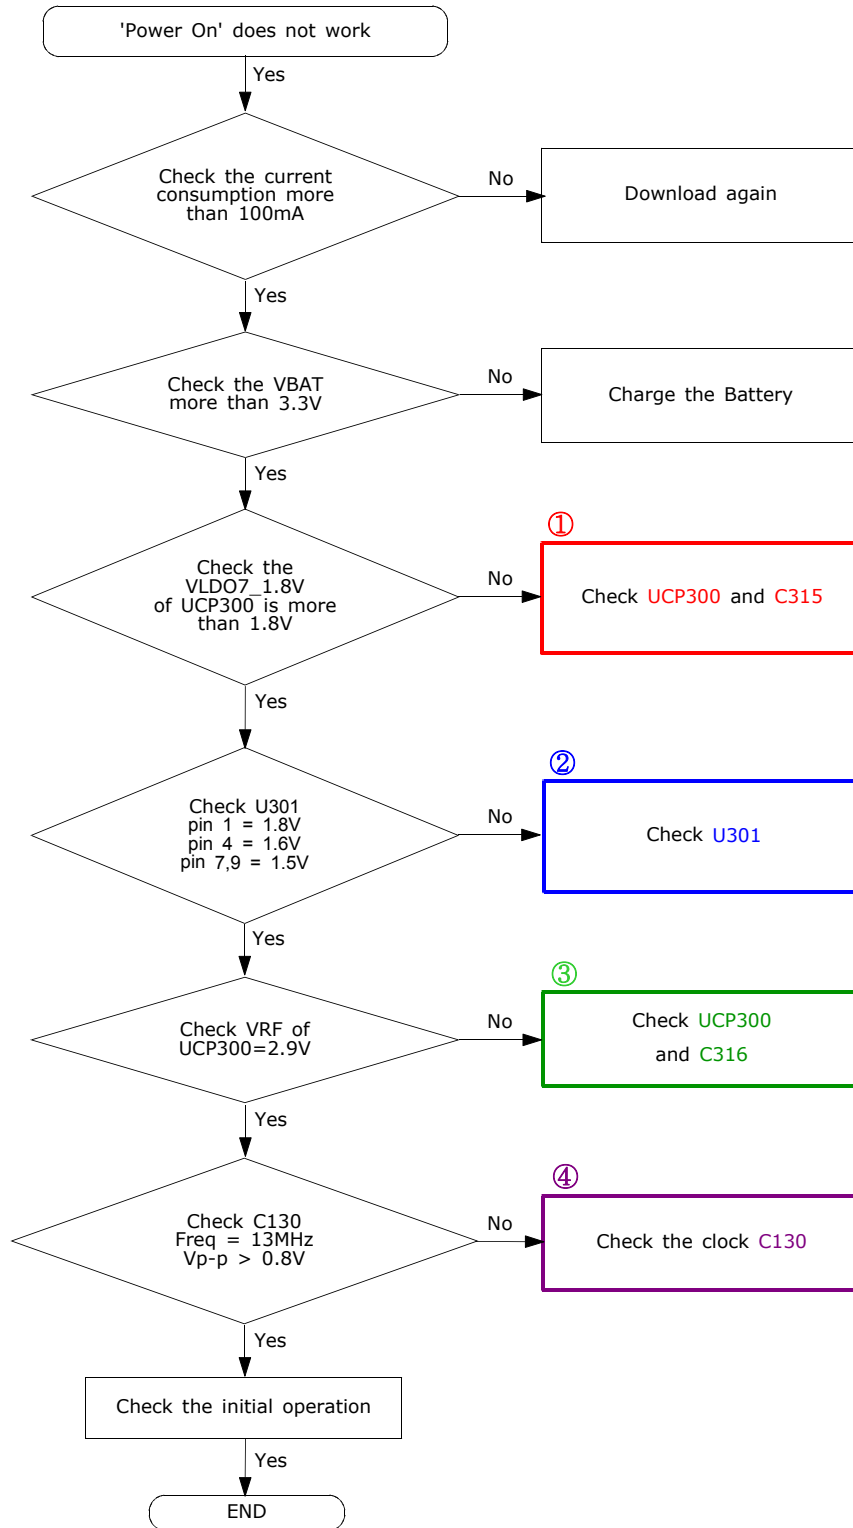 'Power On' does not work
Yes
Check the current
consumption more
than 100mA
No
Download again
Yes
Check the VBAT
more than 3.3V
No
Charge the Battery
Yes
①
Check the
VLDO7_1.8V
of UCP300 is more
than 1.8V
No
Check UCP300 and C315
Yes
②
Check U301
pin 1 = 1.8V
pin 4 = 1.6V
pin 7,9 = 1.5V
No
Check U301
Yes
③
Check VRF of
UCP300=2.9V
No
Check UCP300
and C316
Yes
④
Check C130
Freq = 13MHz
Vp-p > 0.8V
No
Check the clock C130
Yes
Check the initial operation
Yes
END